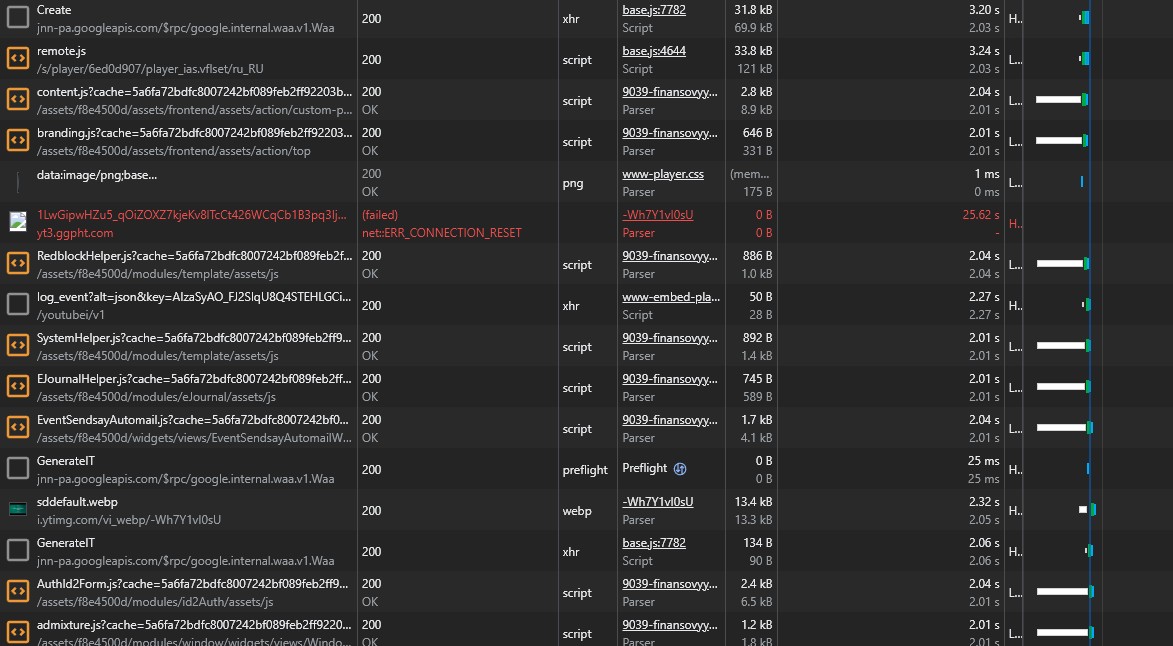 Create 200 xhr base.js:7782 31.8 kB 3.20 s H..
jnn-pa.googleapis.com/$rpc/google.internal.waa.v1.Waa Script 69.9 kB 2.03 s
remote.js 200 script base.js:4644 33.8 kB 3.24 s L...
/s/player/6ed0d907/player_ias.vflset/ru_RU Script 121 kB 2.03 s
content.js?cache=5a6fa72bdfc8007242bf089feb2ff92203b... 200 script 9039-finansovyy... 2.8 kB 2.04 s L...
/assets/f8e4500d/assets/frontend/assets/action/custom-p... OK Parser 8.9 kB 2.01 s
branding.js?cache=5a6fa72bdfc8007242bf089feb2ff92203... 200 script 9039-finansovyy... 646 B 2.01 s L...
/assets/f8e4500d/assets/frontend/assets/action/top OK Parser 331 B 2.01 s
data:image/png;base... 200 png www-player.css (mem... 1 ms L...
OK Parser 175 B 0 ms
(failed) -Wh7Y1vI0sU 0 B 25.62 s H..
yt3.ggpht.com net::ERR_CONNECTION_RESET Parser 0 B -
RedblockHelper.js?cache=5a6fa72bdfc8007242bf089feb2f... 200 script 9039-finansovyy... 886 B 2.04 s L...
/assets/f8e4500d/modules/template/assets/js OK Parser 1.0 kB 2.04 s
200 xhr www-embed-pla... 50 B 2.27 s H..
/youtubei/v1 Script 28 B 2.27 s
SystemHelper.js?cache=5a6fa72bdfc8007242bf089feb2ff9... 200 script 9039-finansovyy... 892 B 2.01 s L...
/assets/f8e4500d/modules/template/assets/js OK Parser 1.4 kB 2.01 s
EJournalHelper.js?cache=5a6fa72bdfc8007242bf089feb2ff... 200 script 9039-finansovyy... 745 B 2.01 s L...
/assets/f8e4500d/modules/eJournal/assets/js OK Parser 589 B 2.01 s
EventSendsayAutomail.js?cache=5a6fa72bdfc8007242bf0... 200 script 9039-finansovyy... 1.7 kB 2.04 s L...
/assets/f8e4500d/widgets/views/EventSendsayAutomailW... OK Parser 4.1 kB 2.01 s
GenerateIT 200 preflight Preflight 0 B 25 ms H..
jnn-pa.googleapis.com/$rpc/google.internal.waa.v1.Waa 0 B 25 ms
sddefault.webp 200 webp -Wh7Y1vI0sU 13.4 kB 2.32 s H..
i.ytimg.com/vi_webp/-Wh7Y1vI0sU Parser 13.3 kB 2.05 s
GenerateIT 200 xhr base.js:7782 134 B 2.06 s H..
jnn-pa.googleapis.com/$rpc/google.internal.waa.v1.Waa Script 90 B 2.06 s
AuthId2Form.js?cache=5a6fa72bdfc8007242bf089feb2ff9... 200 script 9039-finansovyy... 2.4 kB 2.04 s L...
/assets/f8e4500d/modules/id2Auth/assets/js OK Parser 6.5 kB 2.01 s
admixture.js?cache=5a6fa72bdfc8007242bf089feb2ff9220... 200 script 9039-finansovyy... 1.2 kB 2.01 s L...
/assets/f8e4500d/modules/window/widgets/views/Windo... OK Parser 1.8 kB 2.01 s